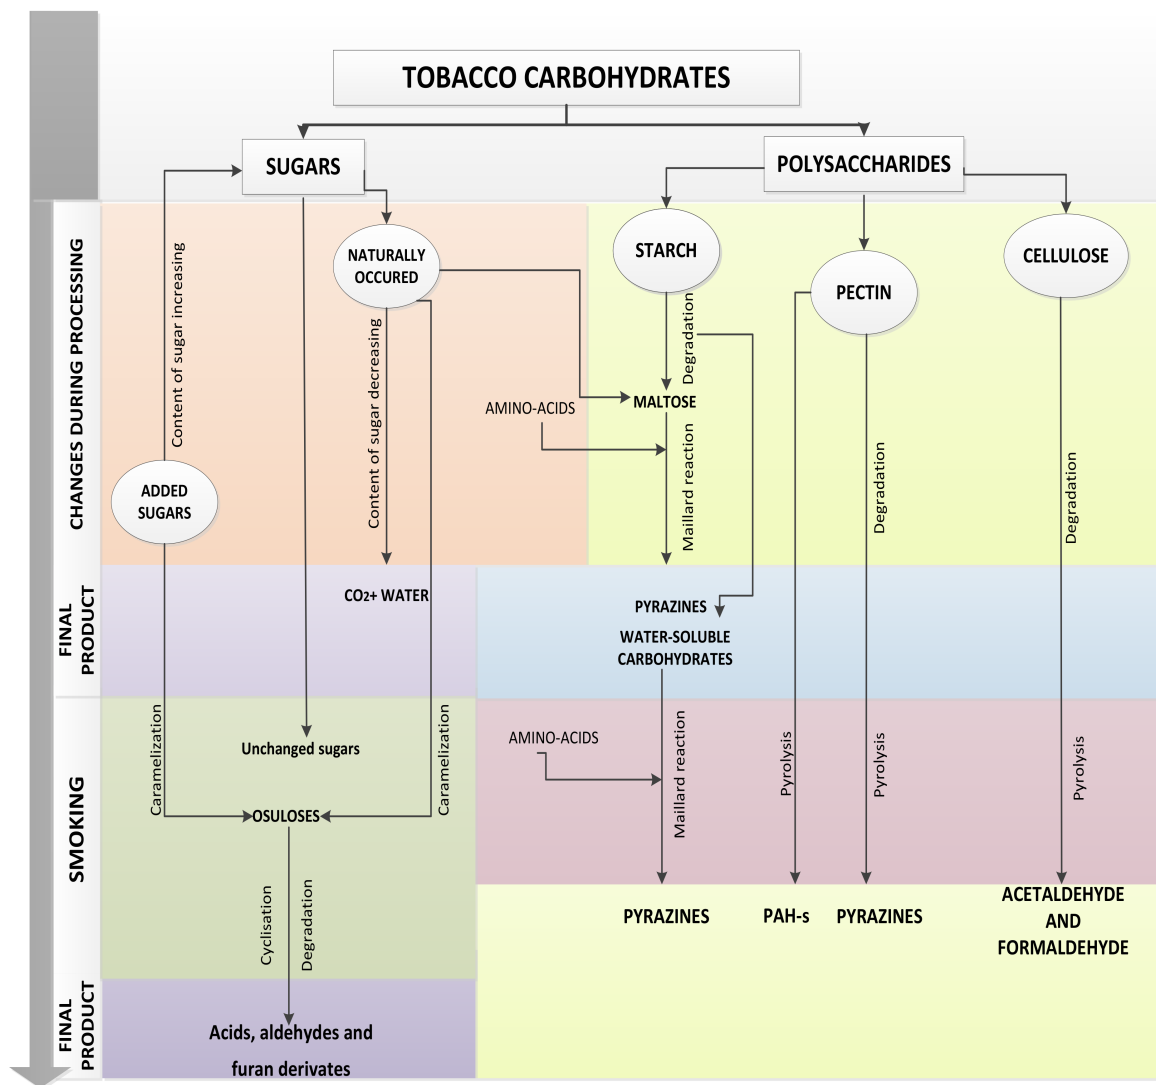 TOBACCO CARBOHYDRATES
SUGARS
POLYSACCHARIDES
CHANGES DURING PROCESSING
NATURALLY
OCCURED
STARCH
PECTIN
CELLULOSE
Content of sugar increasing
Content of sugar decreasing
Degradation
AMINO-ACIDS
MALTOSE
Maillard reaction
Degradation
Degradation
ADDED
SUGARS
FINAL
PRODUCT
CO2+ WATER
PYRAZINES
WATER-SOLUBLE
CARBOHYDRATES
SMOKING
Caramelization
Unchanged sugars
Caramelization
AMINO-ACIDS
Maillard reaction
Pyrolysis
Pyrolysis
Pyrolysis
OSULOSES
Cyclisation
Degradation
PYRAZINES
PAH-s
PYRAZINES
ACETALDEHYDE
AND
FORMALDEHYDE
FINAL
PRODUCT
Acids, aldehydes and
furan derivates